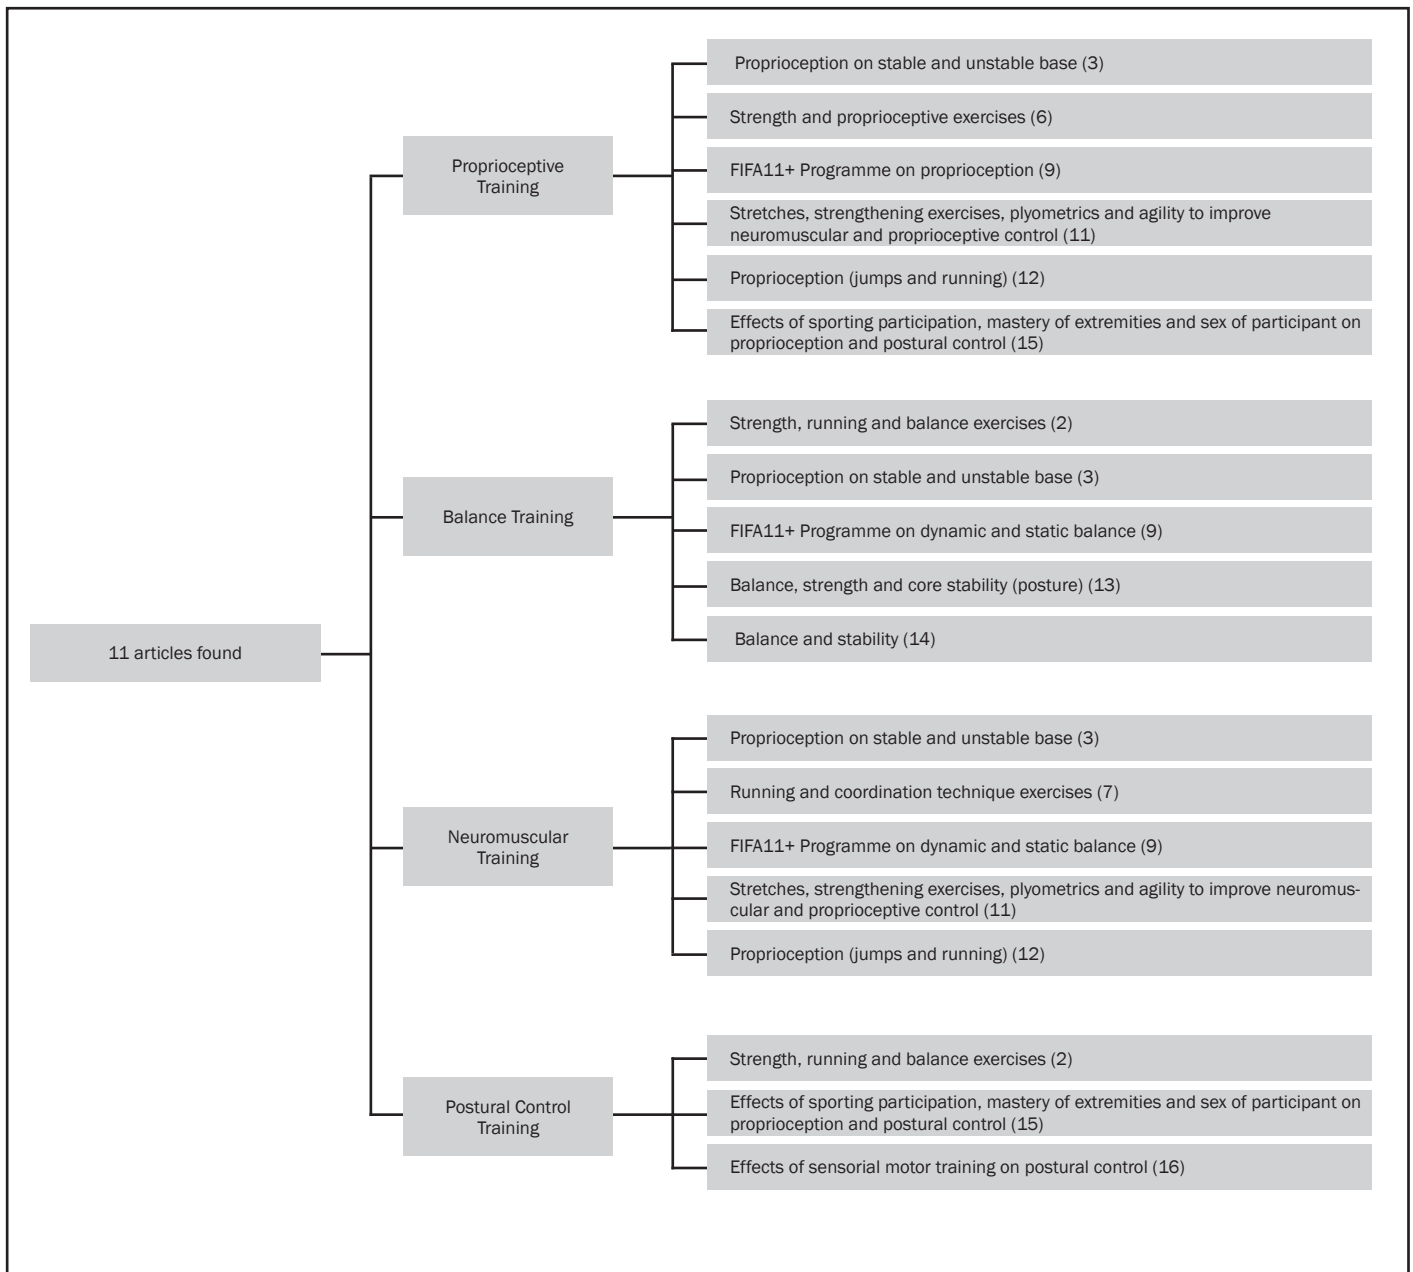 11 articles found
Proprioceptive
Training
Proprioception on stable and unstable base (3)
Strength and proprioceptive exercises (6)
FIFA11+ Programme on proprioception (9)
Stretches, strengthening exercises, plyometrics and agility to improve
neuromuscular and proprioceptive control (11)
Proprioception (jumps and running) (12)
Effects of sporting participation, mastery of extremities and sex of participant on
proprioception and postural control (15)
Balance Training
Strength, running and balance exercises (2)
Proprioception on stable and unstable base (3)
FIFA11+ Programme on dynamic and static balance (9)
Balance, strength and core stability (posture) (13)
Balance and stability (14)
Neuromuscular
Training
Proprioception on stable and unstable base (3)
Running and coordination technique exercises (7)
FIFA11+ Programme on dynamic and static balance (9)
Stretches, strengthening exercises, plyometrics and agility to improve neuromus-
cular and proprioceptive control (11)
Proprioception (jumps and running) (12)
Postural Control
Training
Strength, running and balance exercises (2)
Effects of sporting participation, mastery of extremities and sex of participant on
proprioception and postural control (15)
Effects of sensorial motor training on postural control (16)